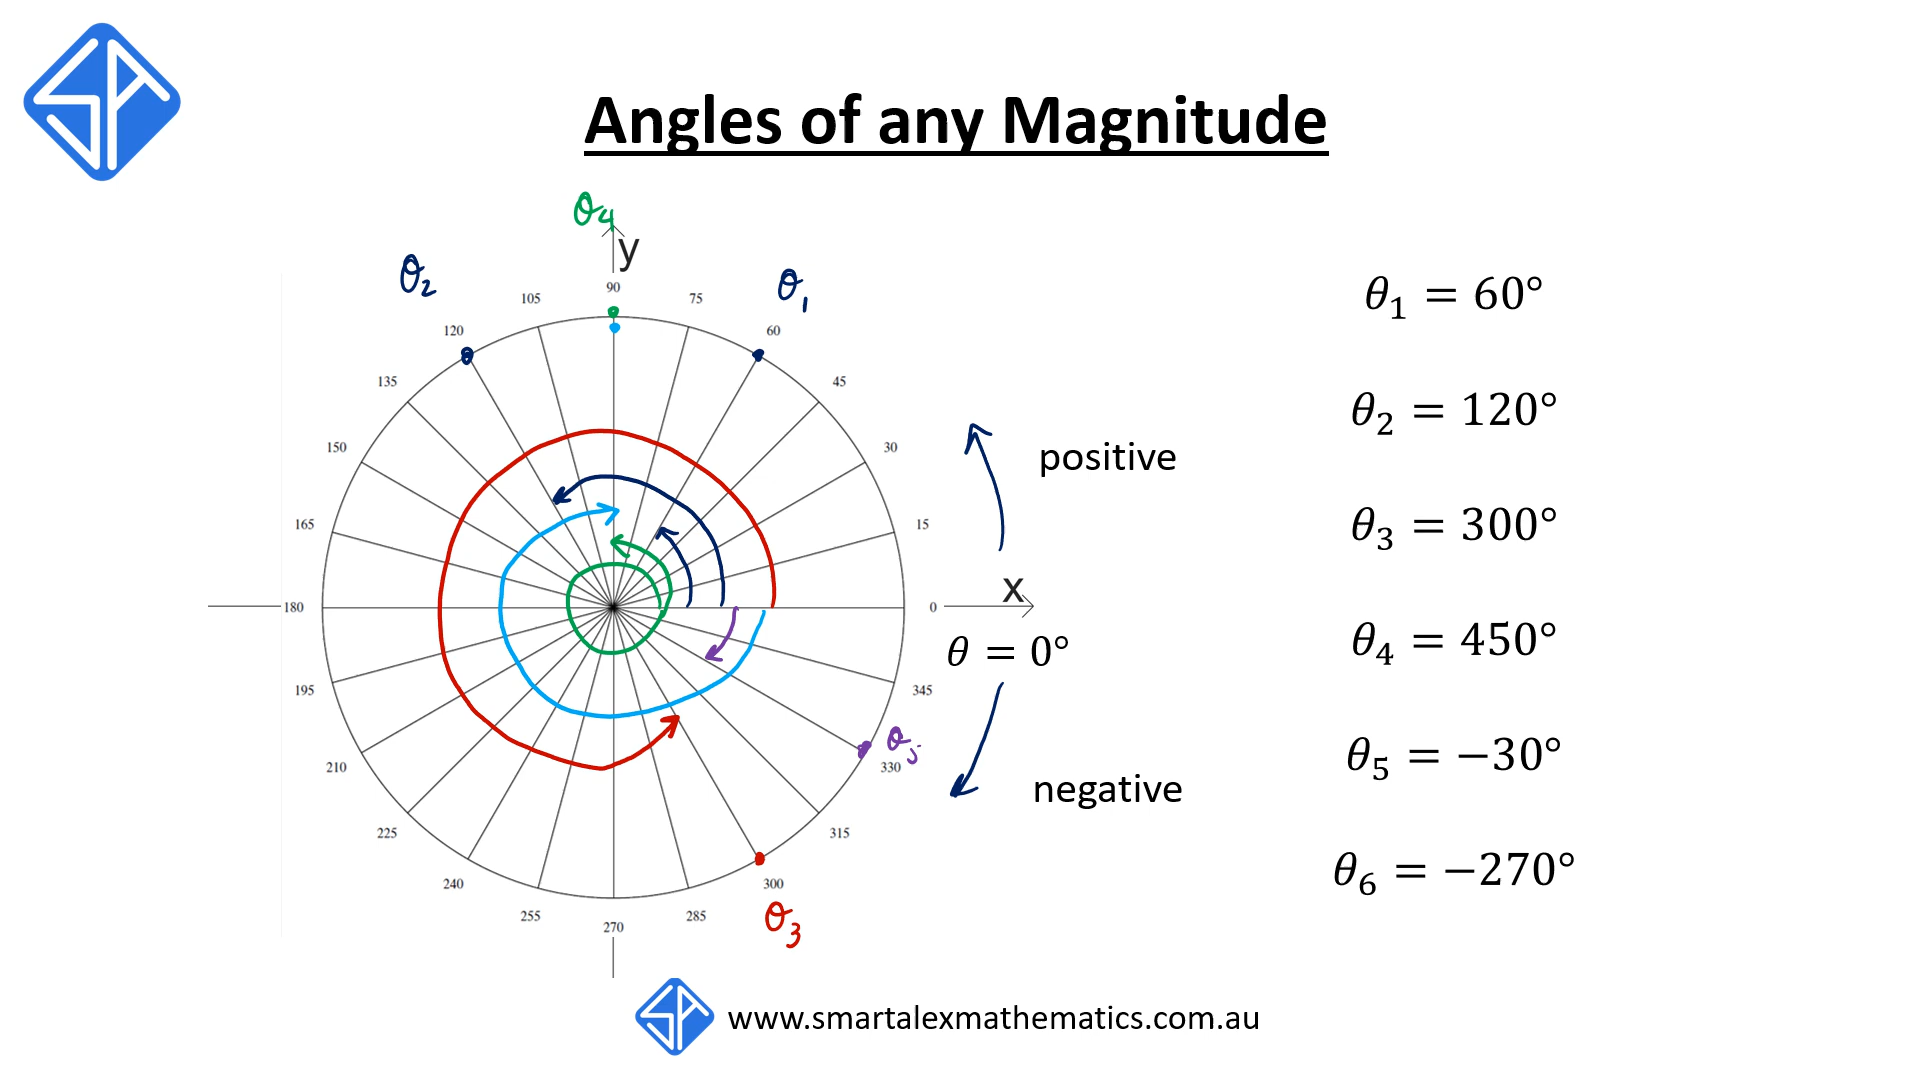 Angles of any Magnitude
θ4
y
θ2
θ1
90
105
75
120
60
135
45
150
30
165
15
180
0
x
195
345
210
330
225
315
240
300
255
285
270
θ5
θ3
positive
θ = 0°
negative
θ₁ = 60°
θ₂ = 120°
θ₃ = 300°
θ₄ = 450°
θ₅ = −30°
θ₆ = −270°
www.smartalexmathematics.com.au